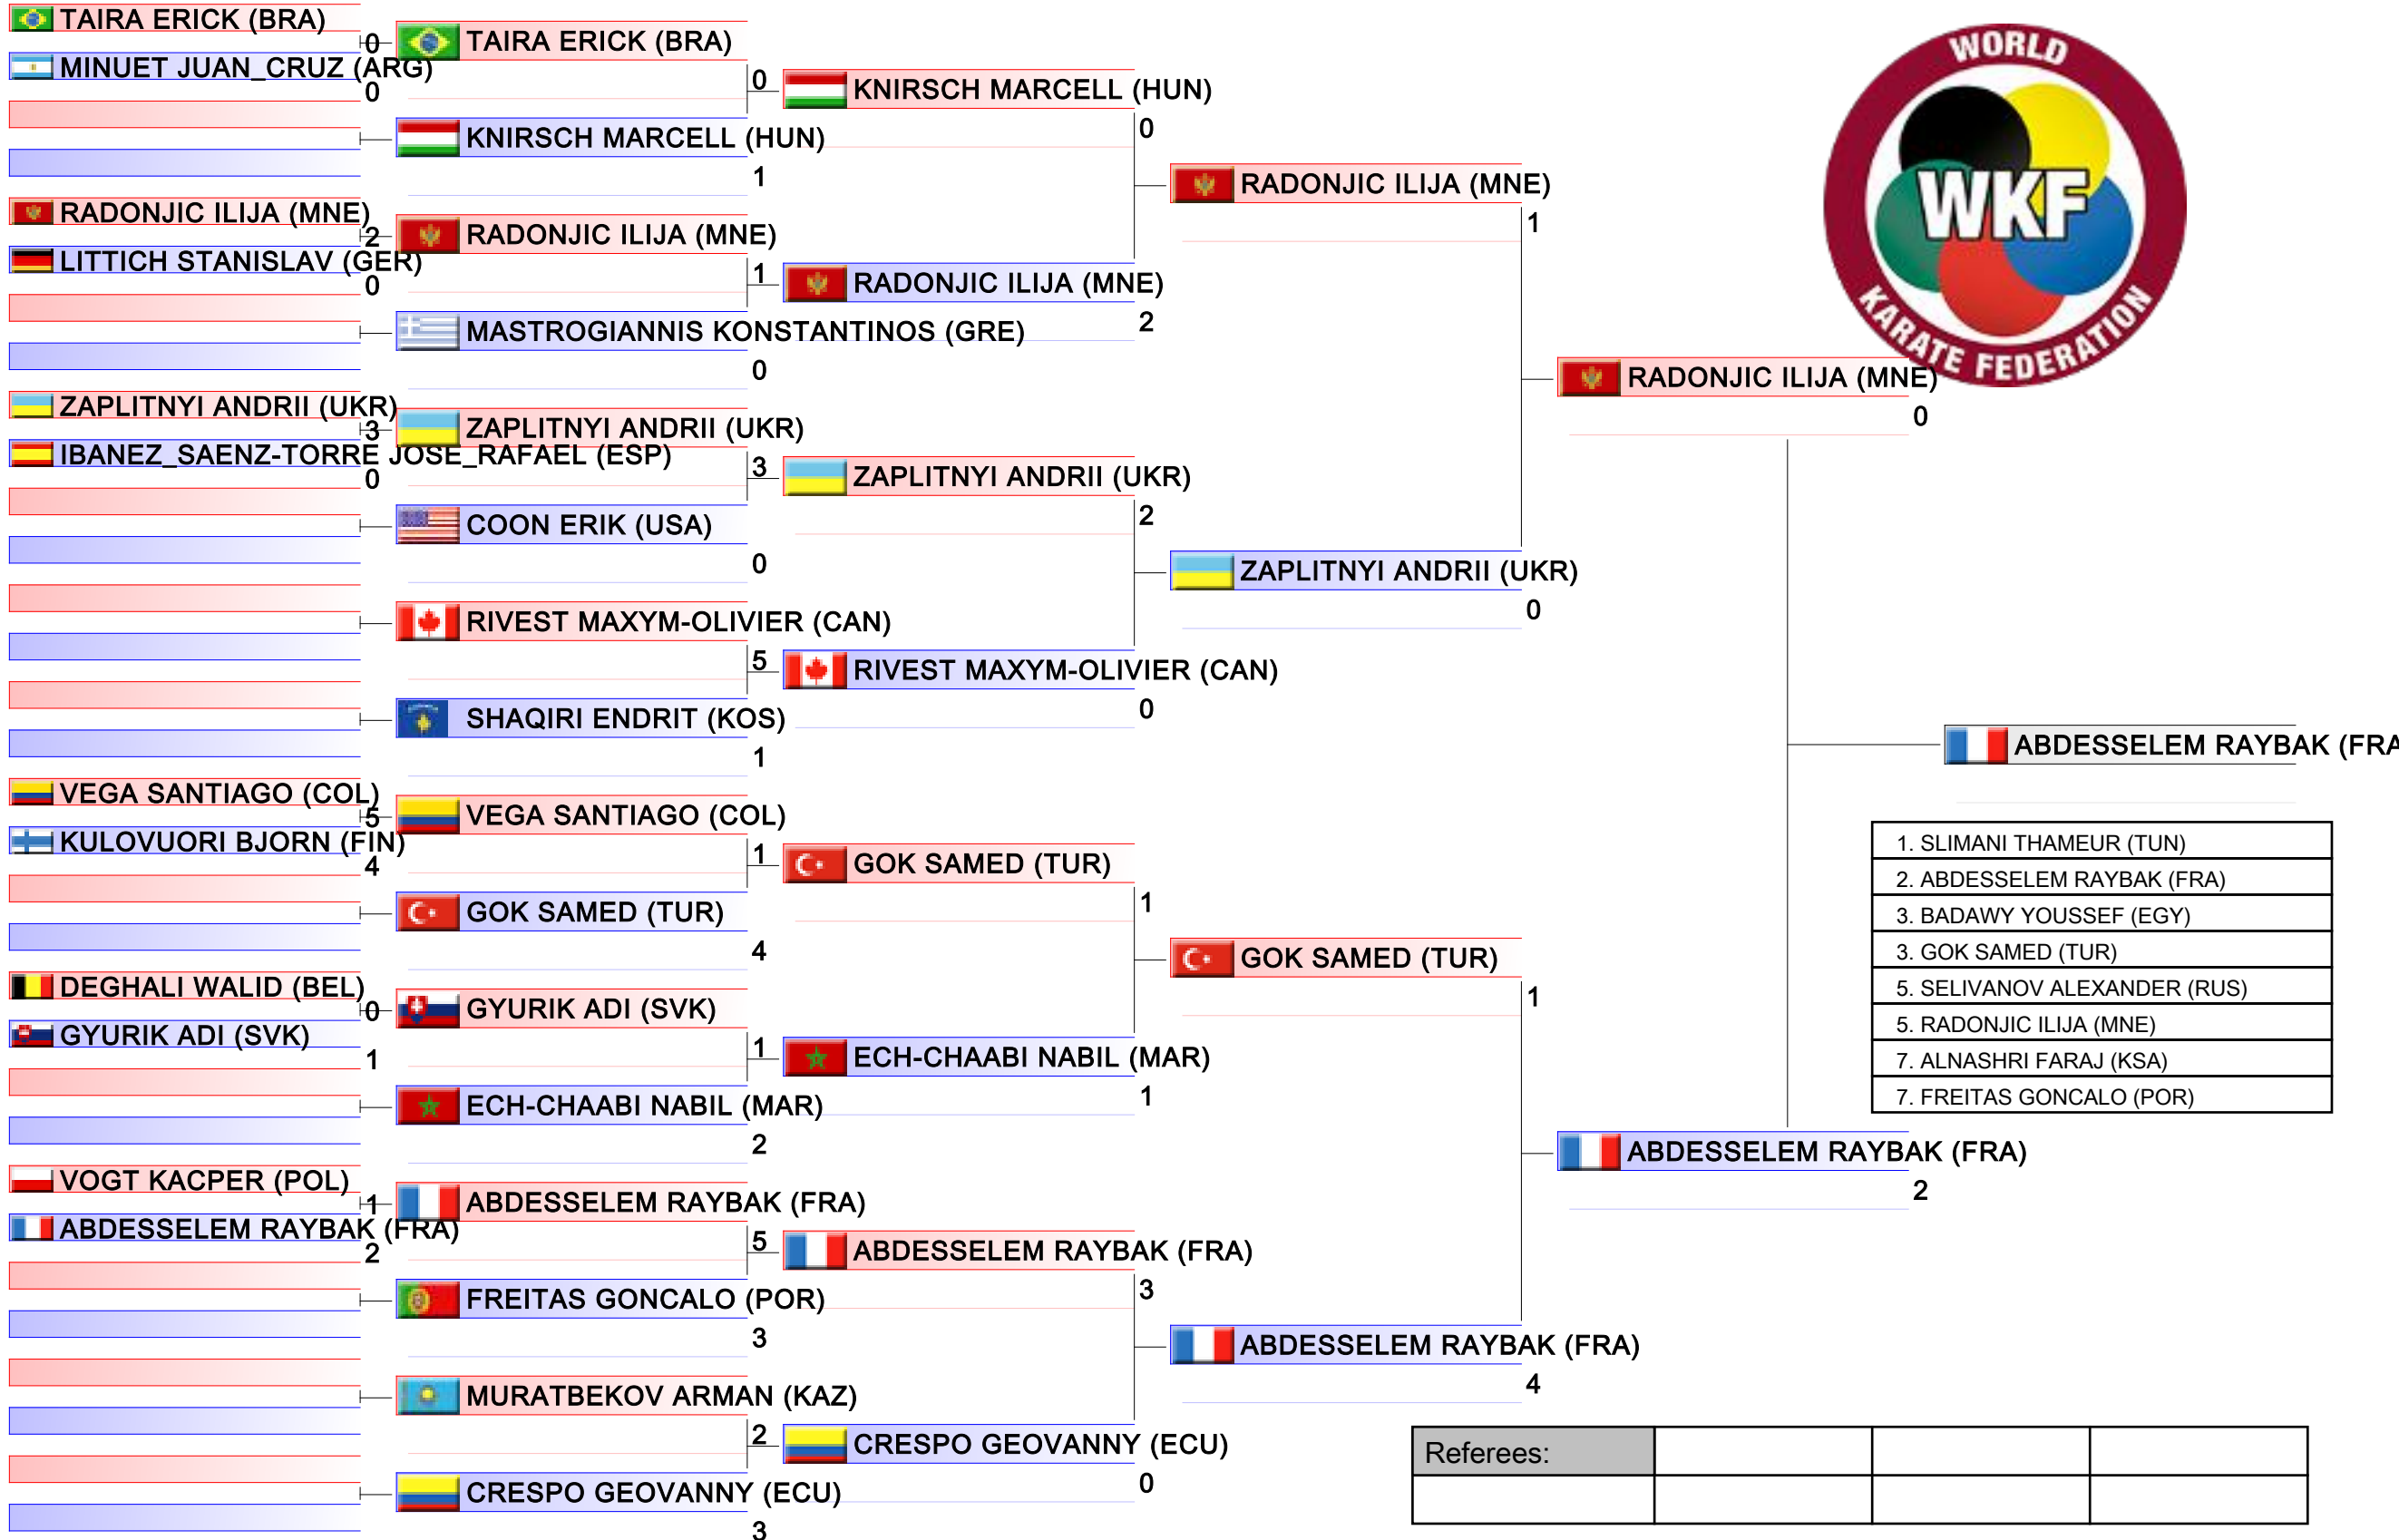 TAIRA ERICK (BRA)
0
MINUET JUAN_CRUZ (ARG)
0
RADONJIC ILIJA (MNE)
2
LITTICH STANISLAV (GER)
0
ZAPLITNYI ANDRII (UKR)
3
IBANEZ_SAENZ-TORRE JOSE_RAFAEL (ESP)
0
VEGA SANTIAGO (COL)
5
KULOVUORI BJORN (FIN)
4
DEGHALI WALID (BEL)
0
GYURIK ADI (SVK)
1
VOGT KACPER (POL)
1
ABDESSELEM RAYBAK (FRA)
2
TAIRA ERICK (BRA)
0
KNIRSCH MARCELL (HUN)
1
RADONJIC ILIJA (MNE)
1
MASTROGIANNIS KONSTANTINOS (GRE)
0
ZAPLITNYI ANDRII (UKR)
3
COON ERIK (USA)
0
RIVEST MAXYM-OLIVIER (CAN)
5
SHAQIRI ENDRIT (KOS)
1
VEGA SANTIAGO (COL)
1
GOK SAMED (TUR)
4
GYURIK ADI (SVK)
1
ECH-CHAABI NABIL (MAR)
2
ABDESSELEM RAYBAK (FRA)
5
FREITAS GONCALO (POR)
3
MURATBEKOV ARMAN (KAZ)
2
CRESPO GEOVANNY (ECU)
3
KNIRSCH MARCELL (HUN)
0
RADONJIC ILIJA (MNE)
2
ZAPLITNYI ANDRII (UKR)
2
RIVEST MAXYM-OLIVIER (CAN)
0
GOK SAMED (TUR)
1
ECH-CHAABI NABIL (MAR)
1
ABDESSELEM RAYBAK (FRA)
3
CRESPO GEOVANNY (ECU)
0
RADONJIC ILIJA (MNE)
1
ZAPLITNYI ANDRII (UKR)
0
GOK SAMED (TUR)
1
ABDESSELEM RAYBAK (FRA)
4
RADONJIC ILIJA (MNE)
0
ABDESSELEM RAYBAK (FRA)
2
WORLD
WKF
KARATE FEDERATION
ABDESSELEM RAYBAK (FRA
1. SLIMANI THAMEUR (TUN)
2. ABDESSELEM RAYBAK (FRA)
3. BADAWY YOUSSEF (EGY)
3. GOK SAMED (TUR)
5. SELIVANOV ALEXANDER (RUS)
5. RADONJIC ILIJA (MNE)
7. ALNASHRI FARAJ (KSA)
7. FREITAS GONCALO (POR)
Referees: